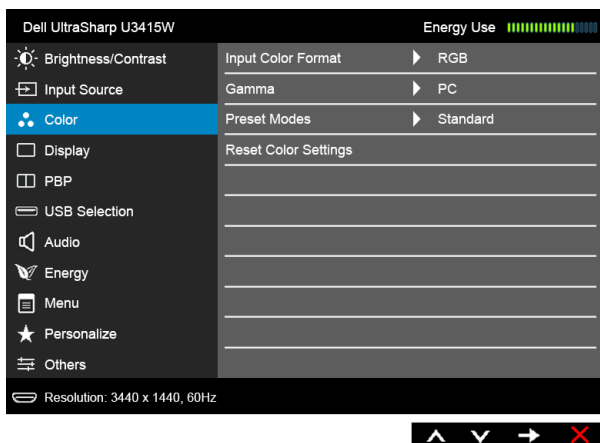 Dell UltraSharp U3415W Energy Use
Brightness/Contrast
Input Source
Color
Display
PBP
USB Selection
Audio
Energy
Menu
Personalize
Others
Input Color Format RGB
Gamma PC
Preset Modes Standard
Reset Color Settings
Resolution: 3440 x 1440, 60Hz